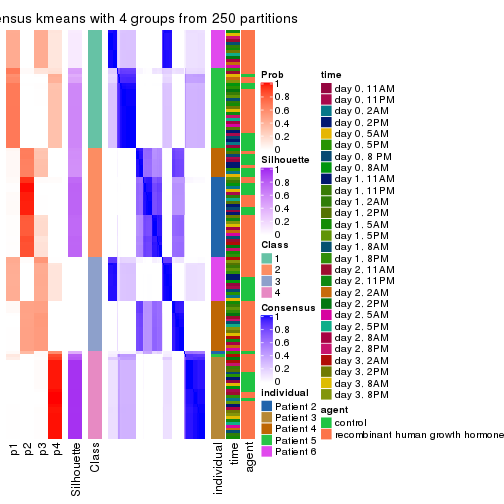 ensus kmeans with 4 groups from 250 partitions
p1
p2
p3
p4
Silhouette
Class
individual
time
agent
Prob
1
0.8
0.6
0.4
0.2
0
Silhouette
1
0.8
0.6
0.4
0.2
0
Class
1
2
3
4
Consensus
1
0.8
0.6
0.4
0.2
0
individual
Patient 2
Patient 3
Patient 4
Patient 5
Patient 6
time
day 0. 11AM
day 0. 11PM
day 0. 2AM
day 0. 2PM
day 0. 5AM
day 0. 5PM
day 0. 8 PM
day 0. 8AM
day 1. 11AM
day 1. 11PM
day 1. 2AM
day 1. 2PM
day 1. 5AM
day 1. 5PM
day 1. 8AM
day 1. 8PM
day 2. 11AM
day 2. 11PM
day 2. 2AM
day 2. 2PM
day 2. 5AM
day 2. 5PM
day 2. 8AM
day 2. 8PM
day 3. 2AM
day 3. 2PM
day 3. 8AM
day 3. 8PM
agent
control
recombinant human growth hormone